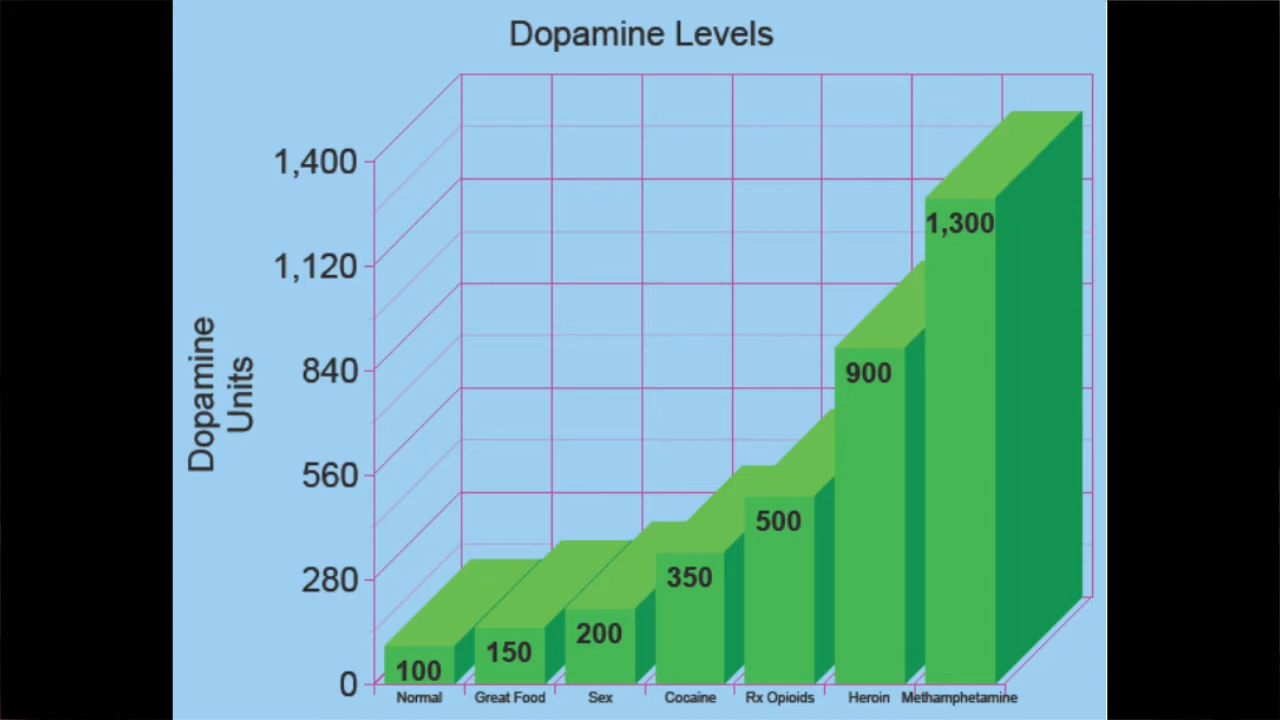 Dopamine Levels
1,400
1,120
840
560
280
0
Dopamine
Units
100
150
200
350
500
900
1,300
Normal
Great Food
Sex
Cocaine
Rx Opioids
Heroin
Methamphetamine